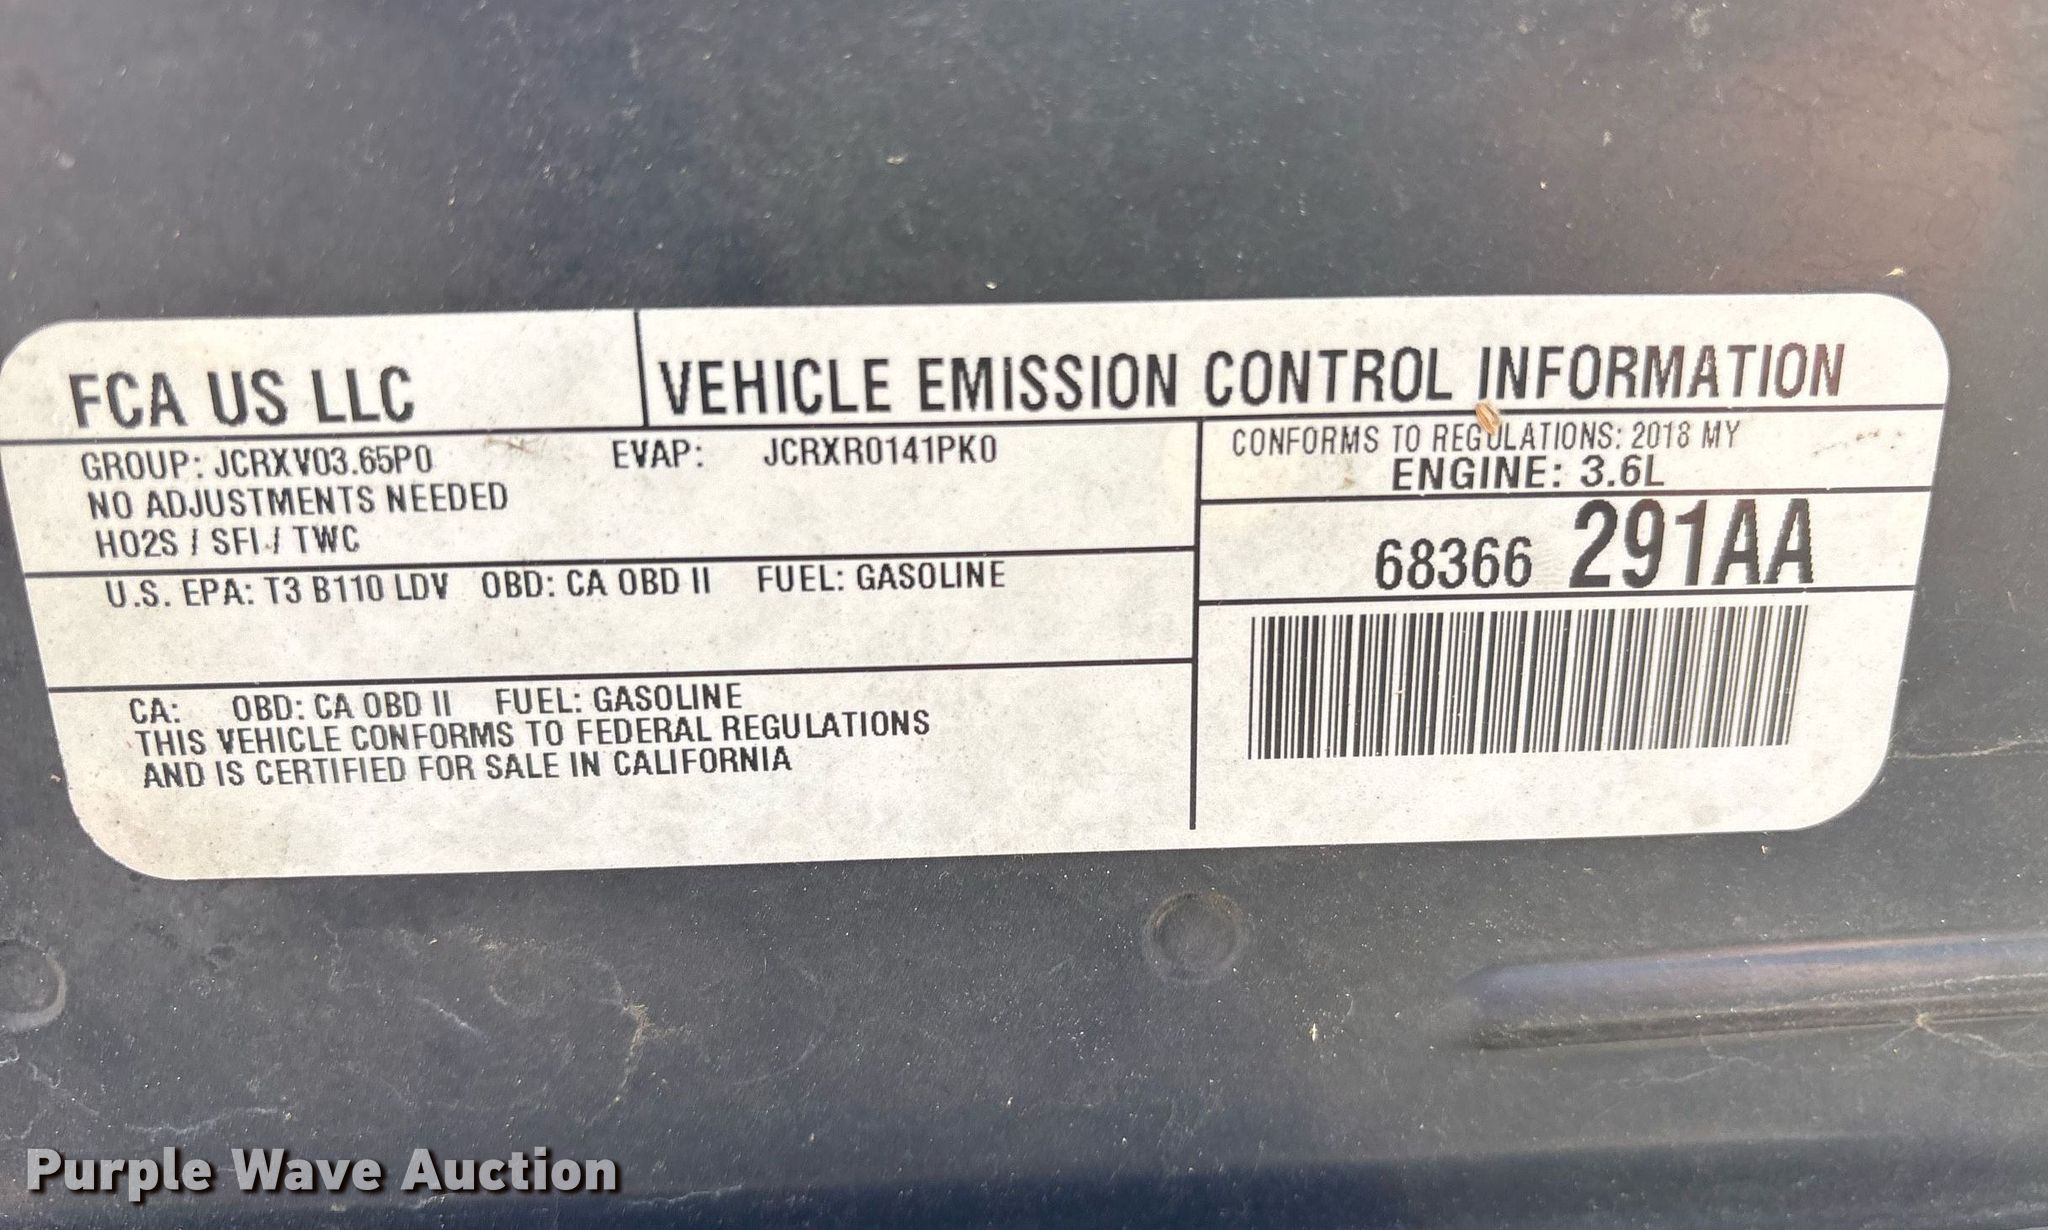 FCA US LLC
VEHICLE EMISSION CONTROL INFORMATION
GROUP: JCRXV03.65P0 EVAP: JCRXR0141PK0
NO ADJUSTMENTS NEEDED
HO2S / SFI / TWC
U.S. EPA: T3 B110 LDV OBD: CA OBD II FUEL: GASOLINE
CA: OBD: CA OBD II FUEL: GASOLINE
THIS VEHICLE CONFORMS TO FEDERAL REGULATIONS
AND IS CERTIFIED FOR SALE IN CALIFORNIA
CONFORMS TO REGULATIONS: 2018 MY
ENGINE: 3.6L
68366 291AA
Purple Wave Auction